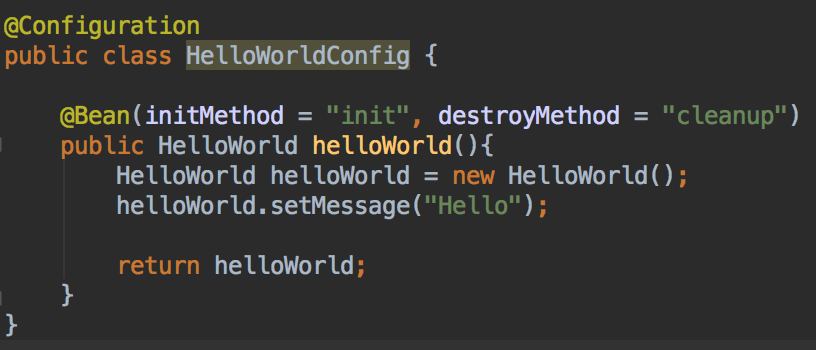 @Configuration
public class HelloWorldConfig {
@Bean(initMethod = "init", destroyMethod = "cleanup")
public HelloWorld helloWorld(){
HelloWorld helloWorld = new HelloWorld();
helloWorld.setMessage("Hello");
return helloWorld;
}
}